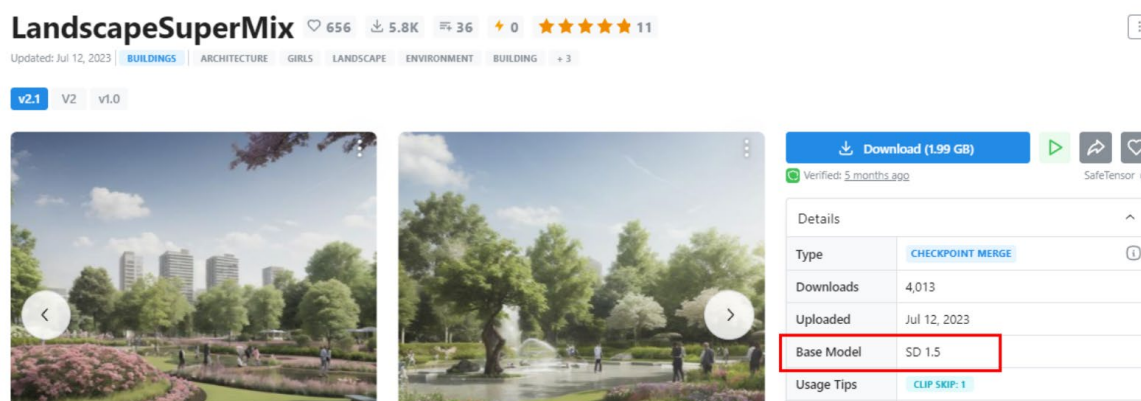 LandscapeSuperMix 656 5.8K 36 0 11
Updated: Jul 12, 2023 BUILDINGS ARCHITECTURE GIRLS LANDSCAPE ENVIRONMENT BUILDING + 3
v2.1 V2 v1.0
Download (1.99 GB)
Verified: 5 months ago SafeTensor
Details
Type CHECKPOINT MERGE
Downloads 4,013
Uploaded Jul 12, 2023
Base Model SD 1.5
Usage Tips CLIP SKIP: 1